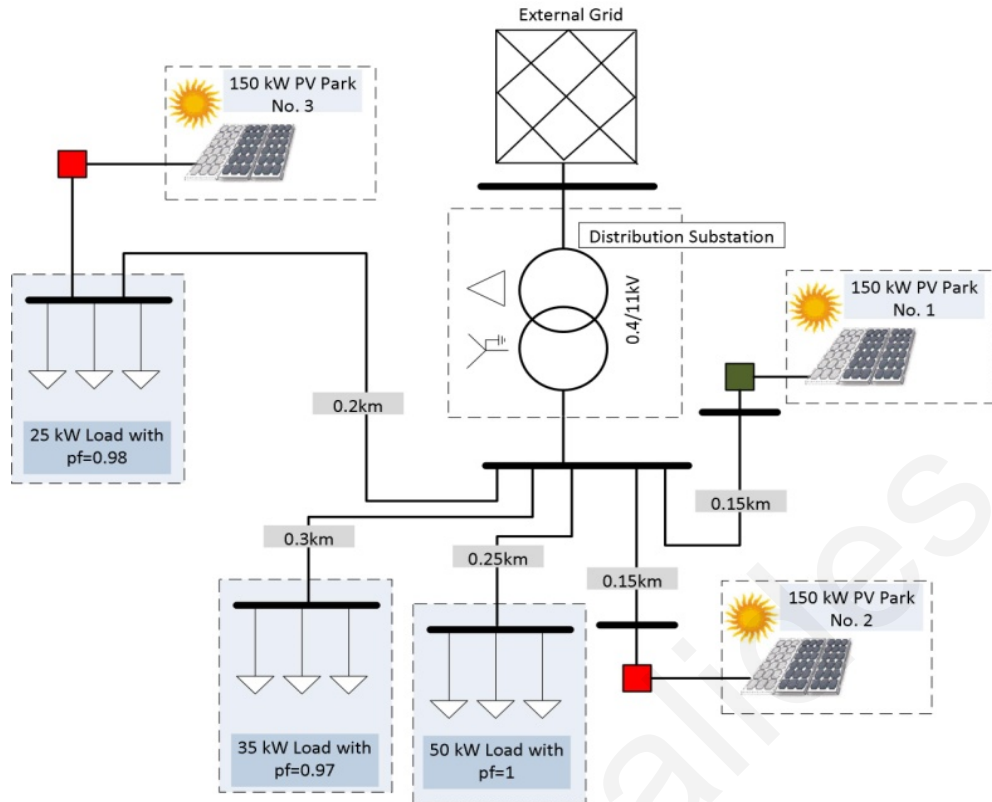 External Grid
150 kW PV Park
No. 3
Distribution Substation
0.4/11kV
150 kW PV Park
No. 1
0.2km
25 kW Load with
pf=0.98
0.15km
0.3km
0.25km
0.15km
150 kW PV Park
No. 2
35 kW Load with
pf=0.97
50 kW Load with
pf=1